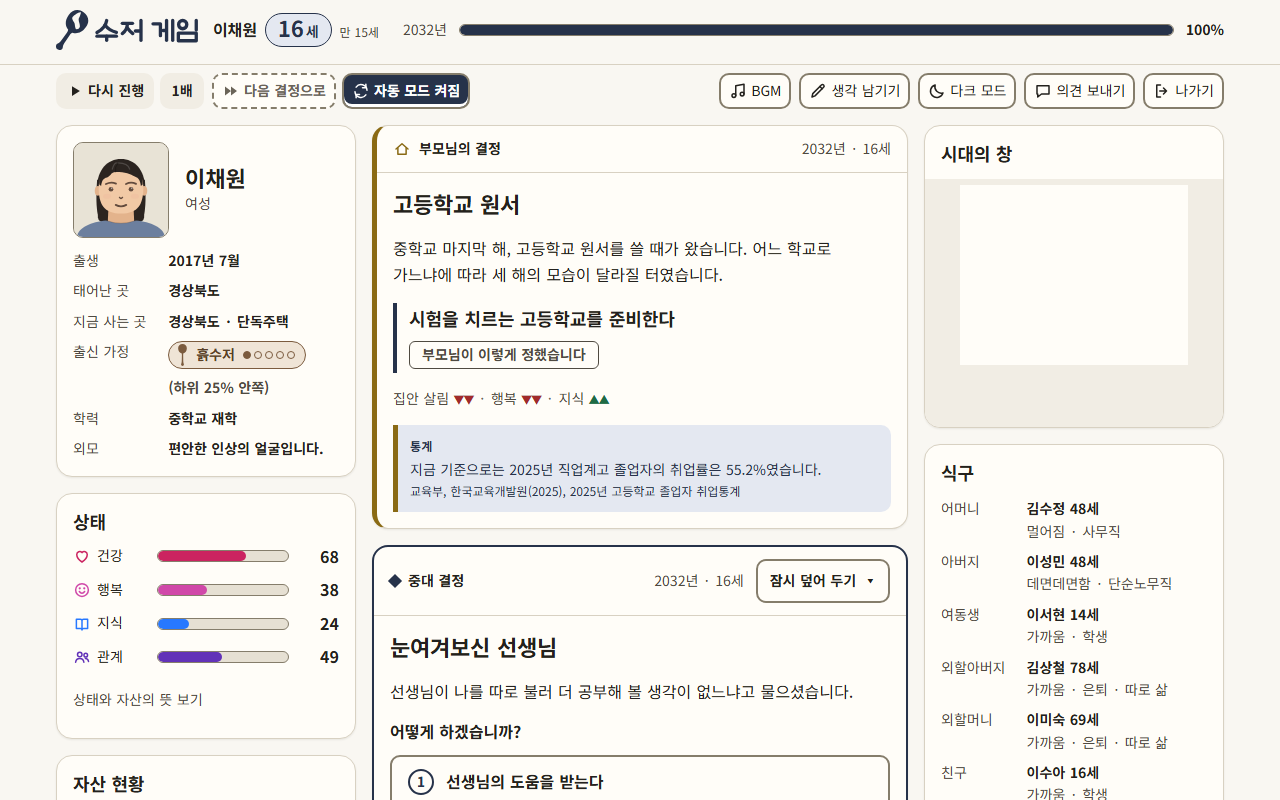 수저 게임 이채원 16세 만 15세 2032년 100%
다시 진행 1배 다음 결정으로 자동 모드 켜짐 BGM 생각 남기기 다크 모드 의견 보내기 나가기
이채원
여성
출생 2017년 7월
태어난 곳 경상북도
지금 사는 곳 경상북도 · 단독주택
출신 가정 흙수저
(하위 25% 안쪽)
학력 중학교 재학
외모 편안한 인상의 얼굴입니다.
상태
건강 68
행복 38
지식 24
관계 49
상태와 자산의 뜻 보기
자산 현황
부모님의 결정 2032년 · 16세
고등학교 원서
중학교 마지막 해, 고등학교 원서를 쓸 때가 왔습니다. 어느 학교로
가느냐에 따라 세 해의 모습이 달라질 터였습니다.
시험을 치르는 고등학교를 준비한다
부모님이 이렇게 정했습니다
집안 살림 ▼▼ · 행복 ▼▼ · 지식 ▲▲
통계
지금 기준으로는 2025년 직업계고 졸업자의 취업률은 55.2%였습니다.
교육부, 한국교육개발원(2025), 2025년 고등학교 졸업자 취업통계
중대 결정 2032년 · 16세 잠시 덮어 두기 ▼
눈여겨보신 선생님
선생님이 나를 따로 불러 더 공부해 볼 생각이 없느냐고 물으셨습니다.
어떻게 하겠습니까?
1 선생님의 도움을 받는다
시대의 창
식구
어머니 김수정 48세
멀어짐 · 사무직
아버지 이성민 48세
데면데면함 · 단순노무직
여동생 이서현 14세
가까움 · 학생
외할아버지 김상철 78세
가까움 · 은퇴 · 따로 삶
외할머니 이미숙 69세
가까움 · 은퇴 · 따로 삶
친구 이수아 16세
가까움 · 학생